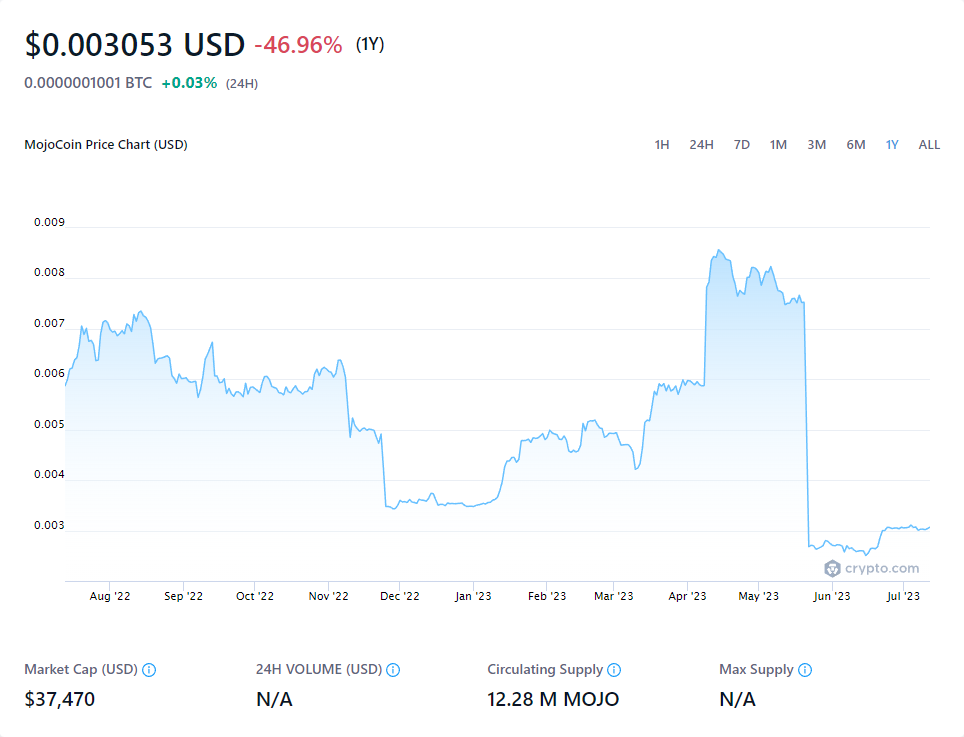 $0.003053 USD -46.96% (1Y)
0.0000001001 BTC +0.03% (24H)
MojoCoin Price Chart (USD) 1H 24H 7D 1M 3M 6M 1Y ALL
0.009
0.008
0.007
0.006
0.005
0.004
0.003
crypto.com
Aug '22 Sep '22 Oct '22 Nov '22 Dec '22 Jan '23 Feb '23 Mar '23 Apr '23 May '23 Jun '23 Jul '23
Market Cap (USD) 24H VOLUME (USD) Circulating Supply Max Supply
$37,470 N/A 12.28 M MOJO N/A